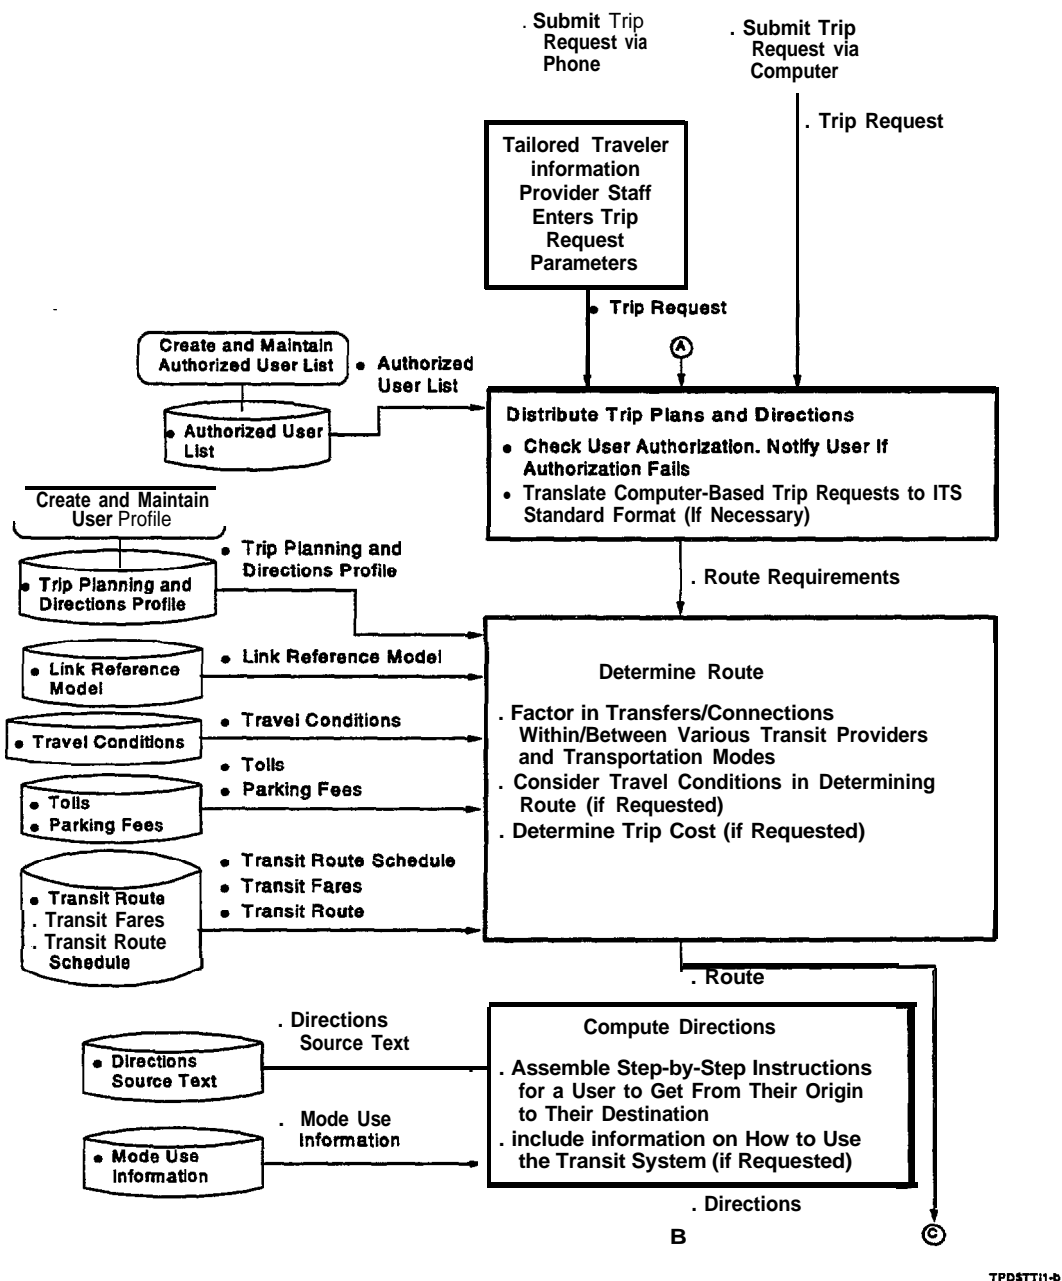 . Submit Trip
Request via
Phone
. Submit Trip
Request via
Computer
. Trip Request
Tailored Traveler
information
Provider Staff
Enters Trip
Request
Parameters
• Trip Request
A
Create and Maintain
Authorized User List
• Authorized
User List
• Authorized User
List
Distribute Trip Plans and Directions
• Check User Authorization. Notify User If
Authorization Fails
• Translate Computer-Based Trip Requests to ITS
Standard Format (If Necessary)
Create and Maintain
User Profile
• Trip Planning and
Directions Profile
• Trip Planning and
Directions Profile
. Route Requirements
• Link Reference
Model
• Link Reference Model
• Travel Conditions
• Travel Conditions
• Tolls
• Parking Fees
• Tolls
• Parking Fees
Determine Route
. Factor in Transfers/Connections
Within/Between Various Transit Providers
and Transportation Modes
. Consider Travel Conditions in Determining
Route (if Requested)
. Determine Trip Cost (if Requested)
• Transit Route
. Transit Fares
. Transit Route
Schedule
• Transit Route Schedule
• Transit Fares
• Transit Route
. Route
. Directions
Source Text
• Directions
Source Text
Compute Directions
. Assemble Step-by-Step Instructions
for a User to Get From Their Origin
to Their Destination
. include information on How to Use
the Transit System (if Requested)
. Mode Use
Information
• Mode Use
Information
. Directions
B
C
TPDSTTI1-b